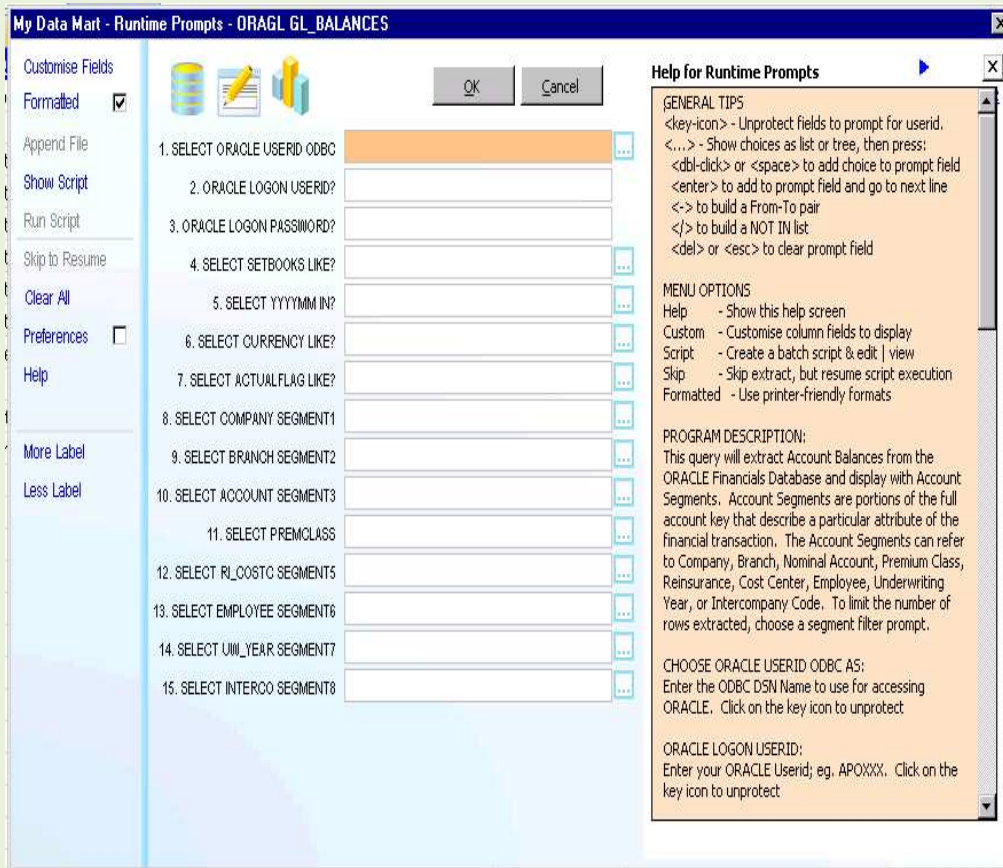 My Data Mart - Runtime Prompts - ORAGL GL_BALANCES
Customise Fields
Formatted
Append File
Show Script
Run Script
Skip to Resume
Clear All
Preferences
Help
More Label
Less Label
OK
Cancel
1. SELECT ORACLE USERID ODBC
...
2. ORACLE LOGON USERID?
3. ORACLE LOGON PASSWORD?
4. SELECT SETBOOKS LIKE?
...
5. SELECT YYYYMM IN?
...
6. SELECT CURRENCY LIKE?
...
7. SELECT ACTUALFLAG LIKE?
...
8. SELECT COMPANY SEGMENT1
...
9. SELECT BRANCH SEGMENT2
...
10. SELECT ACCOUNT SEGMENT3
...
11. SELECT PREMCLASS
...
12. SELECT RI_COSTC SEGMENT5
...
13. SELECT EMPLOYEE SEGMENT6
...
14. SELECT UW_YEAR SEGMENT7
...
15. SELECT INTERCO SEGMENT8
...
Help for Runtime Prompts
X
GENERAL TIPS
<key-icon> - Unprotect fields to prompt for userid.
<...> - Show choices as list or tree, then press:
<dbl-click> or <space> to add choice to prompt field
<enter> to add to prompt field and go to next line
<-> to build a From-To pair
</> to build a NOT IN list
<del> or <esc> to clear prompt field
MENU OPTIONS
Help - Show this help screen
Custom - Customise column fields to display
Script - Create a batch script & edit | view
Skip - Skip extract, but resume script execution
Formatted - Use printer-friendly formats
PROGRAM DESCRIPTION:
This query will extract Account Balances from the
ORACLE Financials Database and display with Account
Segments. Account Segments are portions of the full
account key that describe a particular attribute of the
financial transaction. The Account Segments can refer
to Company, Branch, Nominal Account, Premium Class,
Reinsurance, Cost Center, Employee, Underwriting
Year, or Intercompany Code. To limit the number of
rows extracted, choose a segment filter prompt.
CHOOSE ORACLE USERID ODBC AS:
Enter the ODBC DSN Name to use for accessing
ORACLE. Click on the key icon to unprotect
ORACLE LOGON USERID:
Enter your ORACLE Userid; eg. APOXXX. Click on the
key icon to unprotect